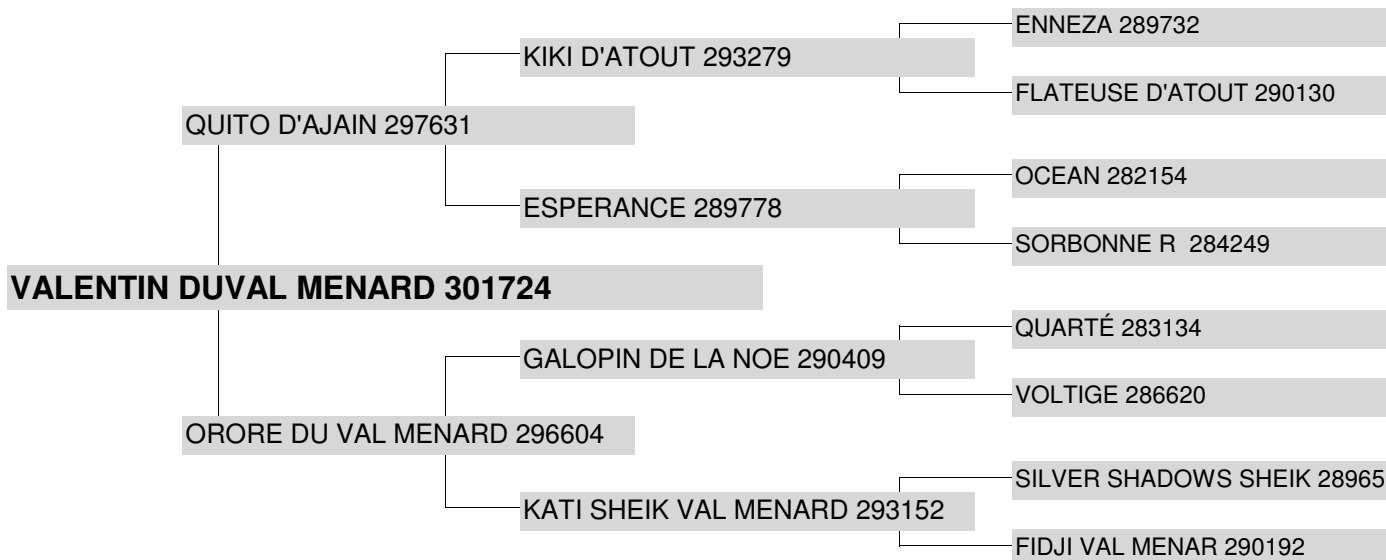 ENNEZA 289732
KIKI D'ATOUT 293279
FLATEUSE D'ATOUT 290130
QUITO D'AJAIN 297631
OCEAN 282154
ESPERANCE 289778
SORBONNE R 284249
VALENTIN DUVAL MENARD 301724
QUARTÉ 283134
GALOPIN DE LA NOE 290409
VOLTIGE 286620
ORORE DU VAL MENARD 296604
SILVER SHADOWS SHEIK 28965
KATI SHEIK VAL MENARD 293152
FIDJI VAL MENAR 290192